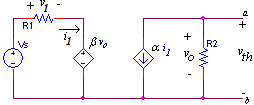 + v1 -
R1
a
i1
+
+
Vs
β vo
α i1
vo
R2
vth
-
-
b